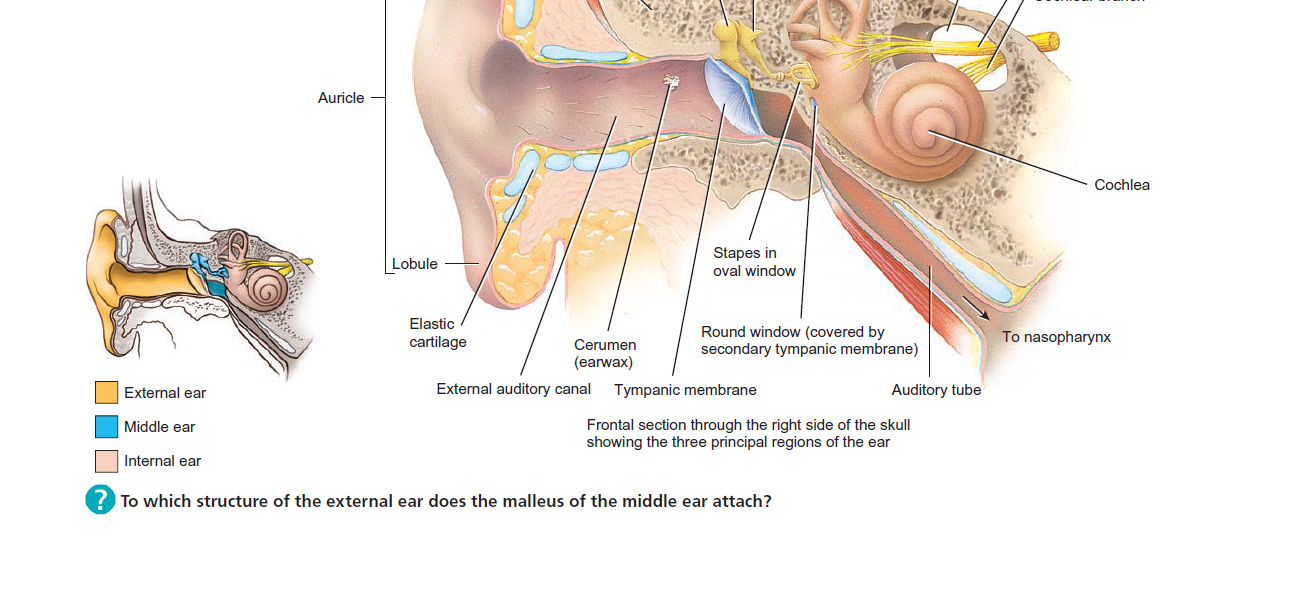 Auricle
Cochlea
Stapes in
oval window
Lobule
Elastic
cartilage
Cerumen
(earwax)
Round window (covered by
secondary tympanic membrane)
To nasopharynx
External auditory canal
Tympanic membrane
Auditory tube
External ear
Middle ear
Internal ear
Frontal section through the right side of the skull
showing the three principal regions of the ear
? To which structure of the external ear does the malleus of the middle ear attach?